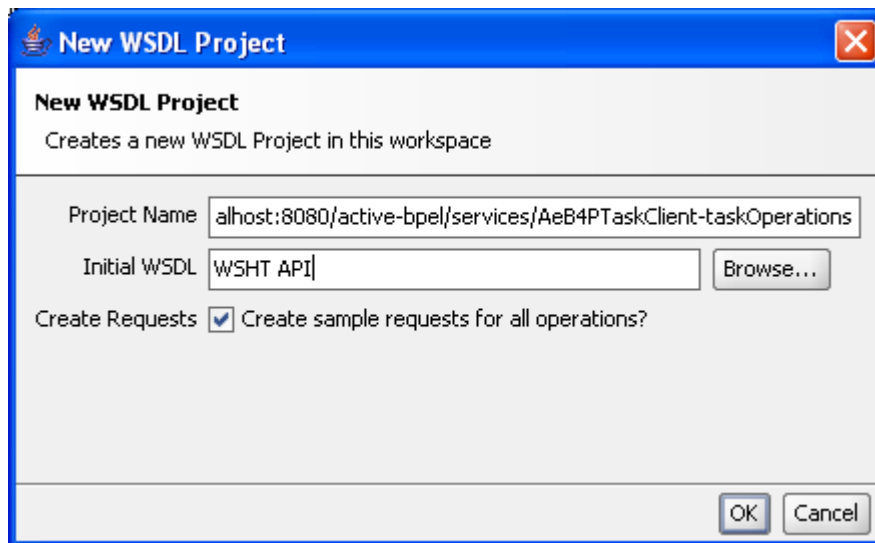 New WSDL Project
New WSDL Project
Creates a new WSDL Project in this workspace
Project Name alhost:8080/active-bpel/services/AeB4PTaskClient-taskOperations
Initial WSDL WSHT API Browse...
Create Requests Create sample requests for all operations?
OK Cancel